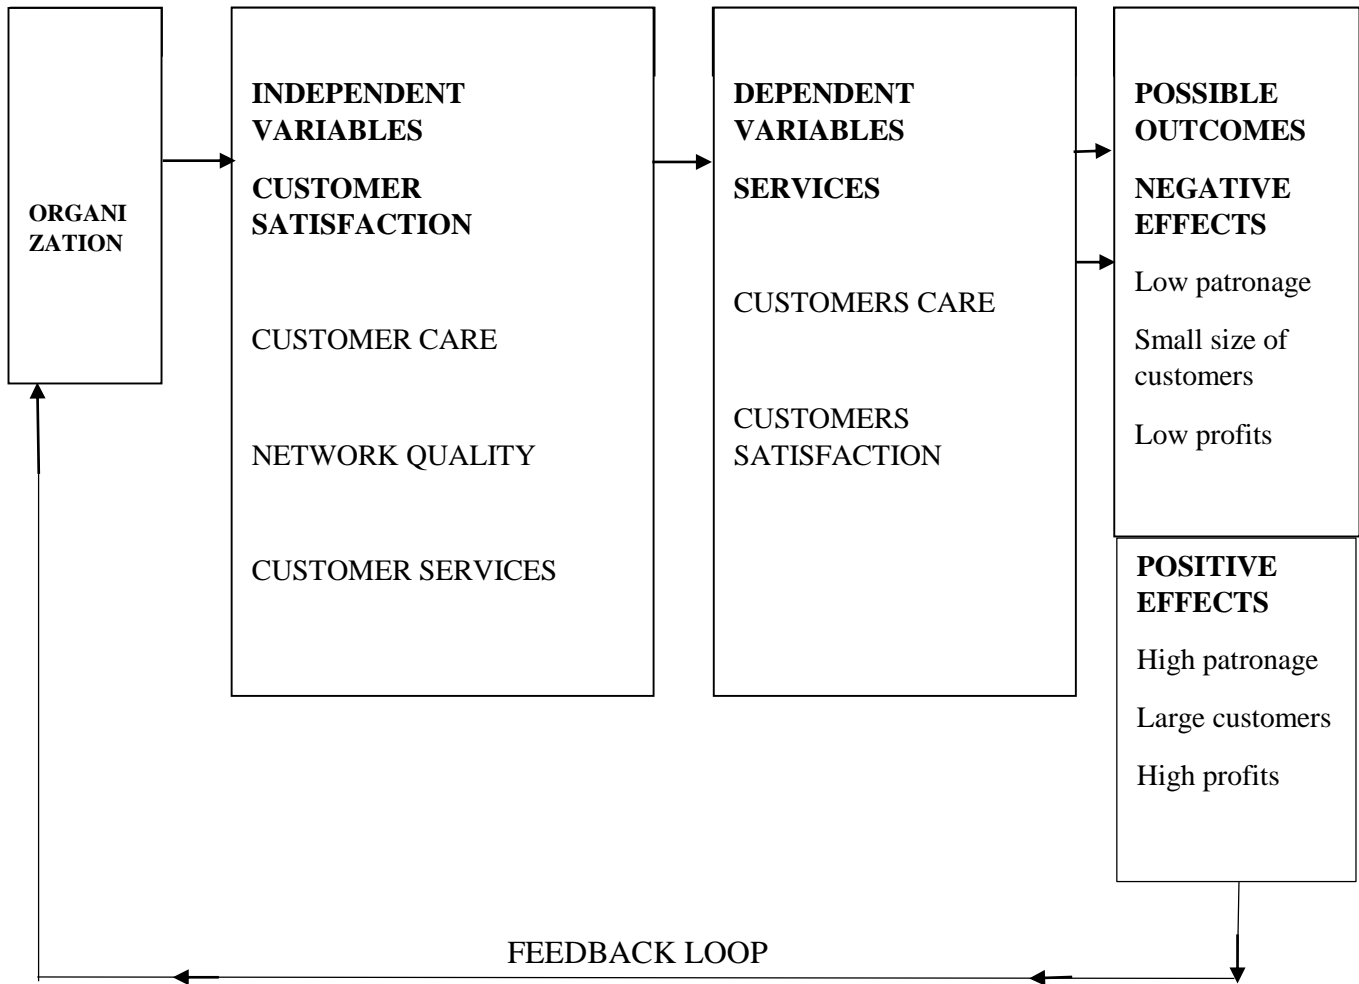 ORGANI
ZATION
INDEPENDENT
VARIABLES
CUSTOMER
SATISFACTION
CUSTOMER CARE
NETWORK QUALITY
CUSTOMER SERVICES
DEPENDENT
VARIABLES
SERVICES
CUSTOMERS CARE
CUSTOMERS
SATISFACTION
POSSIBLE
OUTCOMES
NEGATIVE
EFFECTS
Low patronage
Small size of
customers
Low profits
POSITIVE
EFFECTS
High patronage
Large customers
High profits
FEEDBACK LOOP